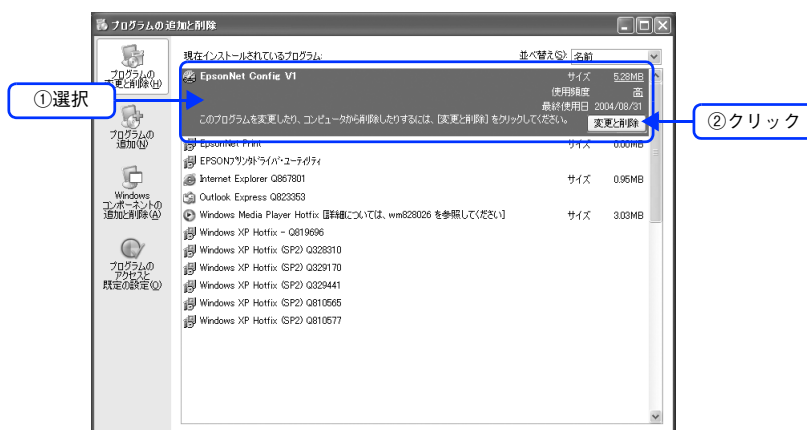 プログラムの追加と削除
現在インストールされているプログラム:
並べ替え(S): 名前
プログラムの
変更と削除(H)
プログラムの
追加(N)
Windows
コンポーネントの
追加と削除(A)
プログラムの
アクセスと
既定の設定(O)
①選択
EpsonNet Config V1
サイズ 5.28MB
使用頻度 高
最終使用日 2004/08/31
このプログラムを変更したり、コンピュータから削除したりするには、[変更と削除] をクリックしてください。
変更と削除
②クリック
EpsonNet Print サイズ 0.00MB
EPSONプリンタドライバ・ユーティリティ
Internet Explorer Q867801 サイズ 0.95MB
Outlook Express Q823353
Windows Media Player Hotfix [詳細については、wm828026 を参照してください] サイズ 3.03MB
Windows XP Hotfix - Q819696
Windows XP Hotfix (SP2) Q328310
Windows XP Hotfix (SP2) Q329170
Windows XP Hotfix (SP2) Q329441
Windows XP Hotfix (SP2) Q810565
Windows XP Hotfix (SP2) Q810577